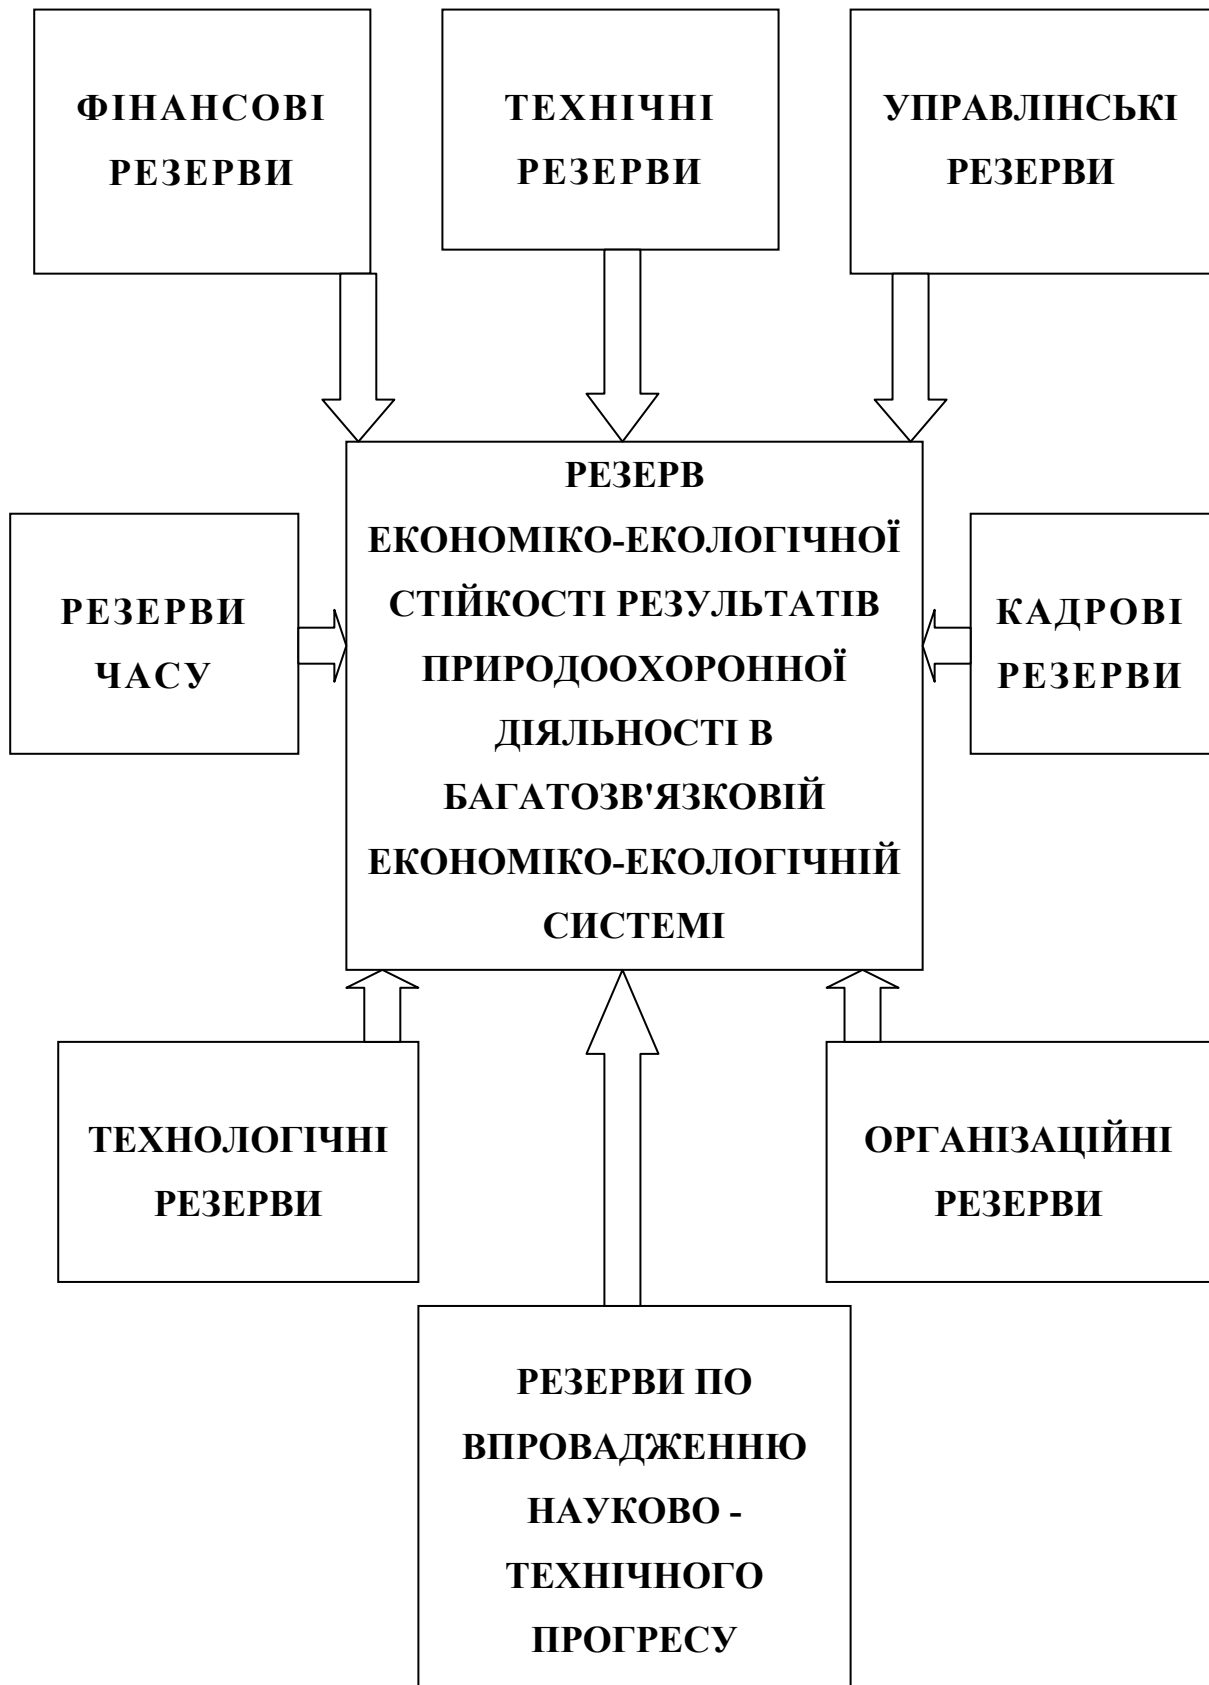 ФІНАНСОВІ
РЕЗЕРВИ
ТЕХНІЧНІ
РЕЗЕРВИ
УПРАВЛІНСЬКІ
РЕЗЕРВИ
РЕЗЕРВИ
ЧАСУ
РЕЗЕРВ
ЕКОНОМІКО-ЕКОЛОГІЧНОЇ
СТІЙКОСТІ РЕЗУЛЬТАТІВ
ПРИРОДООХОРОННОЇ
ДІЯЛЬНОСТІ В
БАГАТОЗВ'ЯЗКОВІЙ
ЕКОНОМІКО-ЕКОЛОГІЧНІЙ
СИСТЕМІ
КАДРОВІ
РЕЗЕРВИ
ТЕХНОЛОГІЧНІ
РЕЗЕРВИ
ОРГАНІЗАЦІЙНІ
РЕЗЕРВИ
РЕЗЕРВИ ПО
ВПРОВАДЖЕННЮ
НАУКОВО -
ТЕХНІЧНОГО
ПРОГРЕСУ